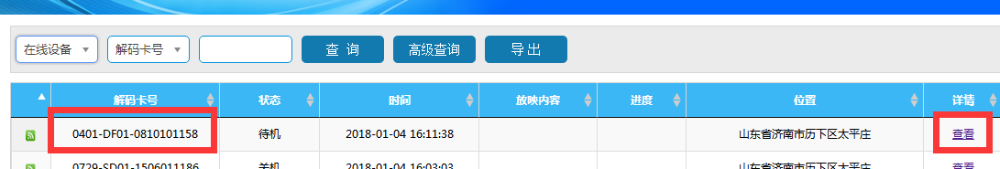 在线设备 解码卡号 查 询 高级查询 导 出
解码卡号 状态 时间 放映内容 进度 位置 详情
0401-DF01-0810101158 待机 2018-01-04 16:11:38 山东省济南市历下区太平庄 查看
0729-SD01-1506011186 关机 2018-01-04 16:03:03 山东省济南市历下区太平庄 查看